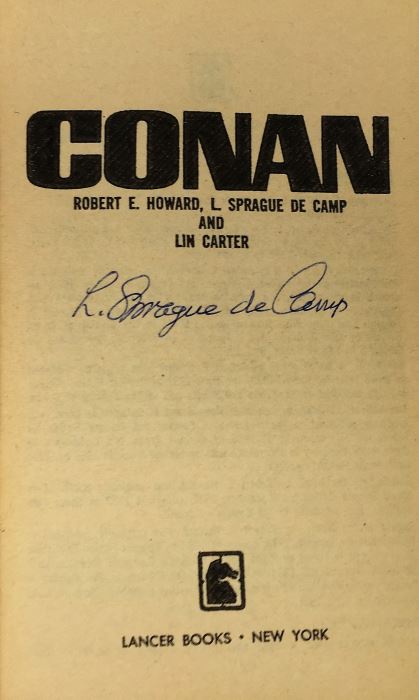 CONAN
ROBERT E. HOWARD, L. SPRAGUE DE CAMP
AND
LIN CARTER
L. Sprague de Camp
LANCER BOOKS • NEW YORK